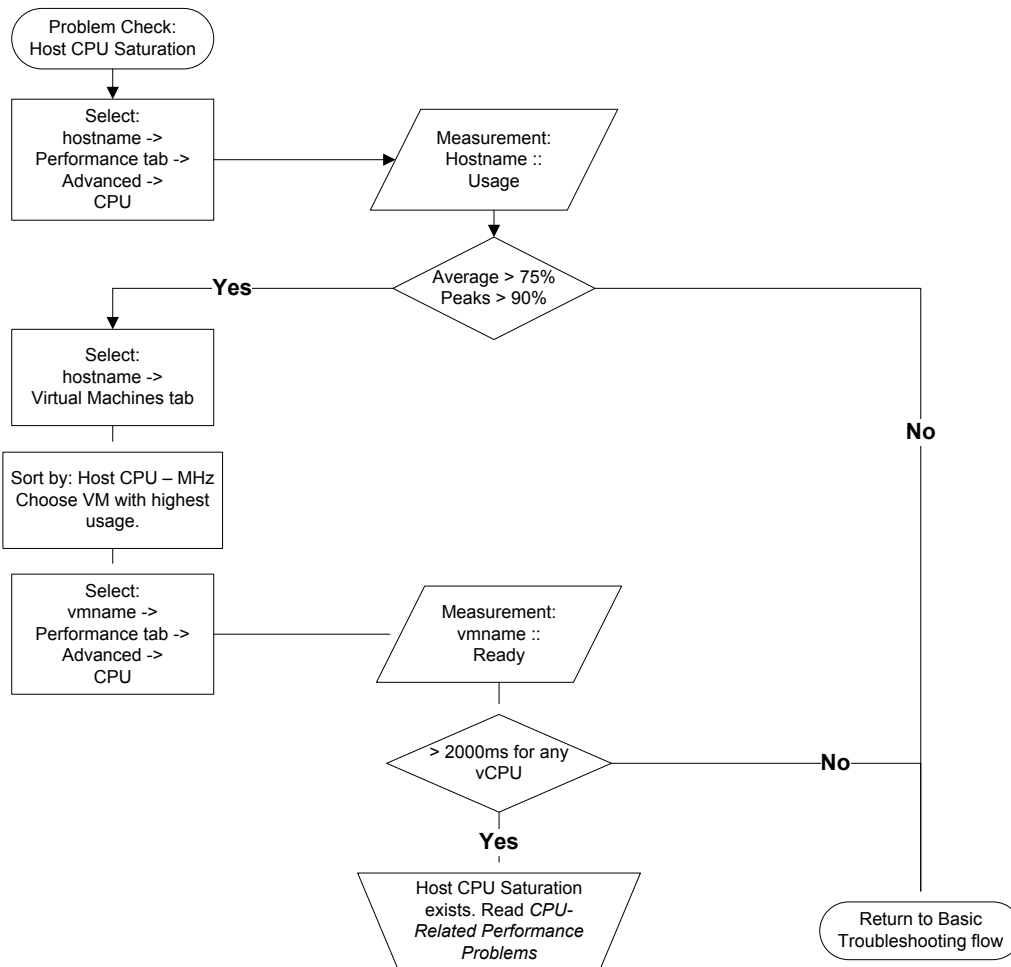 Problem Check:
Host CPU Saturation
Select:
hostname ->
Performance tab ->
Advanced ->
CPU
Measurement:
Hostname ::
Usage
Average > 75%
Peaks > 90%
Yes
No
Select:
hostname ->
Virtual Machines tab
Sort by: Host CPU – MHz
Choose VM with highest
usage.
Select:
vmname ->
Performance tab ->
Advanced ->
CPU
Measurement:
vmname ::
Ready
> 2000ms for any
vCPU
No
Yes
Host CPU Saturation
exists. Read CPU-
Related Performance
Problems
Return to Basic
Troubleshooting flow